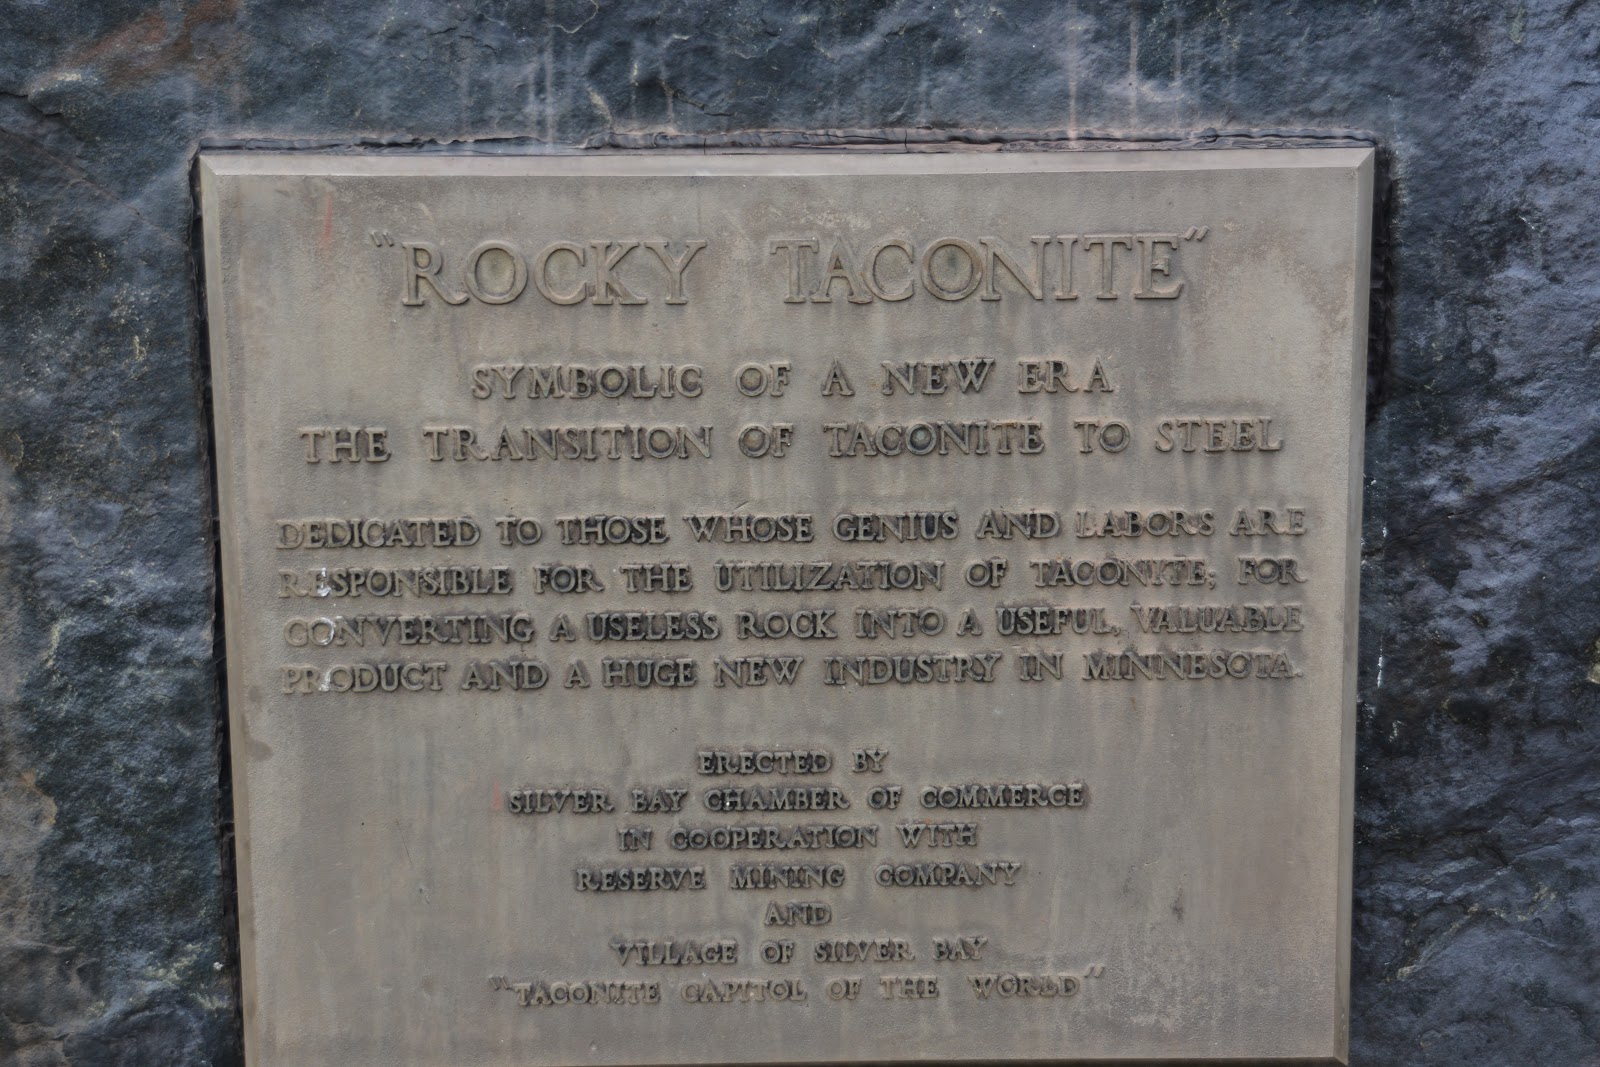 "ROCKY TACONITE"
SYMBOLIC OF A NEW ERA
THE TRANSITION OF TACONITE TO STEEL
DEDICATED TO THOSE WHOSE GENIUS AND LABORS ARE
RESPONSIBLE FOR THE UTILIZATION OF TACONYTE; FOR
CONVERTING A USELESS ROCK INTO A USEFUL, VALUABLE
PRODUCT AND A HUGE NEW INDUSTRY IN MINNESOTA.
ERECTED BY
SILVER BAY CHAMBER OF COMMERCE
IN COOPERATION WITH
RESERVE MINING COMPANY
AND
VILLAGE OF SILVER BAY
"TACONITE CAPITOL OF THE WORLD"